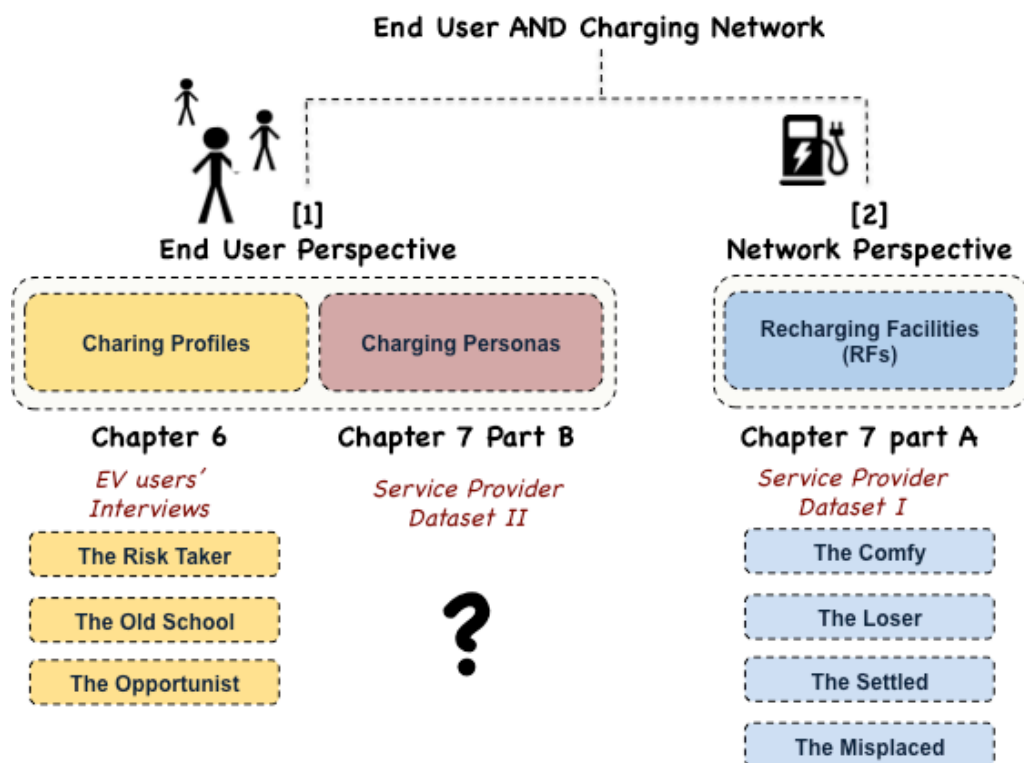 End User AND Charging Network
[1]
End User Perspective
[2]
Network Perspective
Charing Profiles
Charging Personas
Recharging Facilities
(RFs)
Chapter 6
Chapter 7 Part B
Chapter 7 part A
EV users'
Interviews
Service Provider
Dataset II
Service Provider
Dataset I
The Risk Taker
The Old School
The Opportunist
?
The Comfy
The Loser
The Settled
The Misplaced